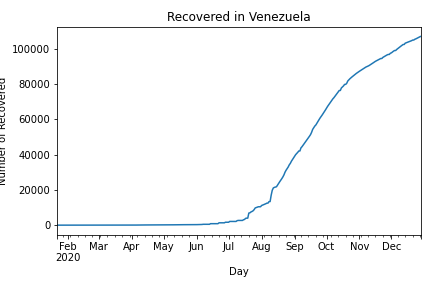 Recovered in Venezuela
Number of Recovered
100000
80000
60000
40000
20000
0
Feb Mar Apr May Jun Jul Aug Sep Oct Nov Dec
2020
Day